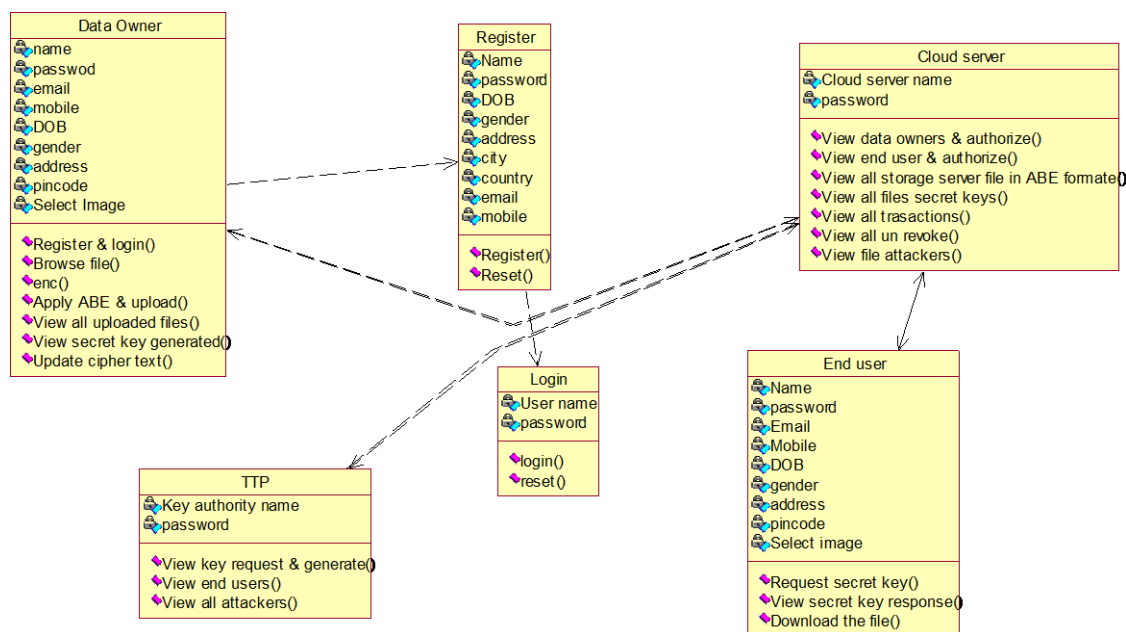 Data Owner
name
passwod
email
mobile
DOB
gender
address
pincode
Select Image
Register & login()
Browse file()
enc()
Apply ABE & upload()
View all uploaded files()
View secret key generated()
Update cipher text()
Register
Name
password
DOB
gender
address
city
country
email
mobile
Register()
Reset()
Cloud server
Cloud server name
password
View data owners & authorize()
View end user & authorize()
View all storage server file in ABE formate()
View all files secret keys()
View all trasactions()
View all un revoke()
View file attackers()
Login
User name
password
login()
reset()
TTP
Key authority name
password
View key request & generate()
View end users()
View all attackers()
End user
Name
password
Email
Mobile
DOB
gender
address
pincode
Select image
Request secret key()
View secret key response()
Download the file()